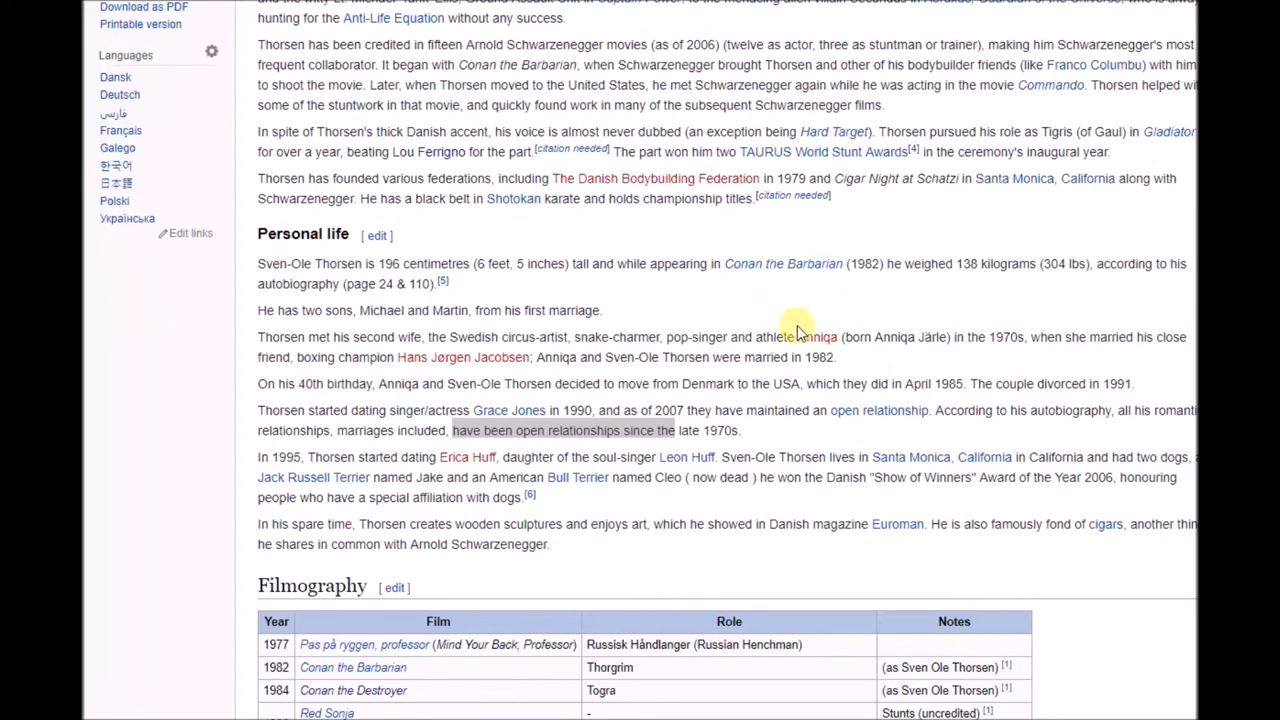 Download as PDF
Printable version
Languages
Dansk
Deutsch
فارسی
Français
Galego
한국어
日本語
Polski
Українська
Edit links
hunting for the Anti-Life Equation without any success.
Thorsen has been credited in fifteen Arnold Schwarzenegger movies (as of 2006) (twelve as actor, three as stuntman or trainer), making him Schwarzenegger's most
frequent collaborator. It began with Conan the Barbarian, when Schwarzenegger brought Thorsen and other of his bodybuilder friends (like Franco Columbu) with him
to shoot the movie. Later, when Thorsen moved to the United States, he met Schwarzenegger again while he was acting in the movie Commando. Thorsen helped wi
some of the stuntwork in that movie, and quickly found work in many of the subsequent Schwarzenegger films.
In spite of Thorsen's thick Danish accent, his voice is almost never dubbed (an exception being Hard Target). Thorsen pursued his role as Tigris (of Gaul) in Gladiator
for over a year, beating Lou Ferrigno for the part.[citation needed] The part won him two TAURUS World Stunt Awards[4] in the ceremony's inaugural year.
Thorsen has founded various federations, including The Danish Bodybuilding Federation in 1979 and Cigar Night at Schatzi in Santa Monica, California along with
Schwarzenegger. He has a black belt in Shotokan karate and holds championship titles.[citation needed]
Personal life [ edit ]
Sven-Ole Thorsen is 196 centimetres (6 feet, 5 inches) tall and while appearing in Conan the Barbarian (1982) he weighed 138 kilograms (304 lbs), according to his
autobiography (page 24 & 110).[5]
He has two sons, Michael and Martin, from his first marriage.
Thorsen met his second wife, the Swedish circus-artist, snake-charmer, pop-singer and athlete Anniqa (born Anniqa Järle) in the 1970s, when she married his close
friend, boxing champion Hans Jørgen Jacobsen; Anniqa and Sven-Ole Thorsen were married in 1982.
On his 40th birthday, Anniqa and Sven-Ole Thorsen decided to move from Denmark to the USA, which they did in April 1985. The couple divorced in 1991.
Thorsen started dating singer/actress Grace Jones in 1990, and as of 2007 they have maintained an open relationship. According to his autobiography, all his romanti
relationships, marriages included, have been open relationships since the late 1970s.
In 1995, Thorsen started dating Erica Huff, daughter of the soul-singer Leon Huff. Sven-Ole Thorsen lives in Santa Monica, California in California and had two dogs, a
Jack Russell Terrier named Jake and an American Bull Terrier named Cleo ( now dead ) he won the Danish "Show of Winners" Award of the Year 2006, honouring
people who have a special affiliation with dogs.[6]
In his spare time, Thorsen creates wooden sculptures and enjoys art, which he showed in Danish magazine Euroman. He is also famously fond of cigars, another thin
he shares in common with Arnold Schwarzenegger.
Filmography [ edit ]
Year Film Role Notes
1977 Pas på ryggen, professor (Mind Your Back, Professor) Russisk Håndlanger (Russian Henchman)
1982 Conan the Barbarian Thorgrim (as Sven Ole Thorsen) [1]
1984 Conan the Destroyer Togra (as Sven Ole Thorsen) [1]
Red Sonja - Stunts (uncredited) [1]